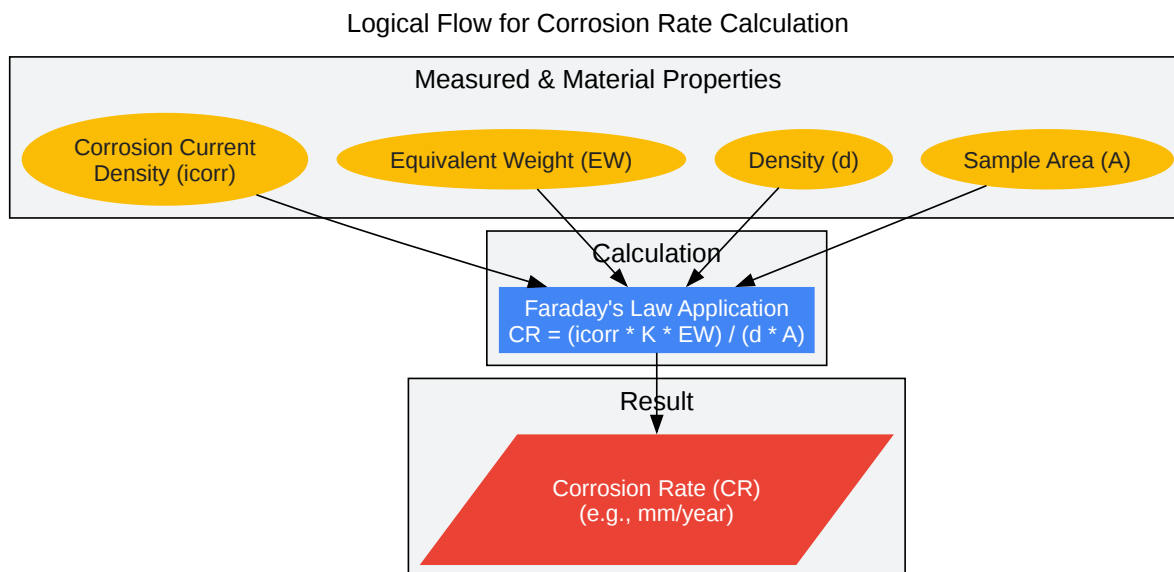 Logical Flow for Corrosion Rate Calculation
Measured & Material Properties
Corrosion Current
Density (icorr)
Equivalent Weight (EW)
Density (d)
Sample Area (A)
Calculation
Faraday's Law Application
CR = (icorr * K * EW) / (d * A)
Result
Corrosion Rate (CR)
(e.g., mm/year)